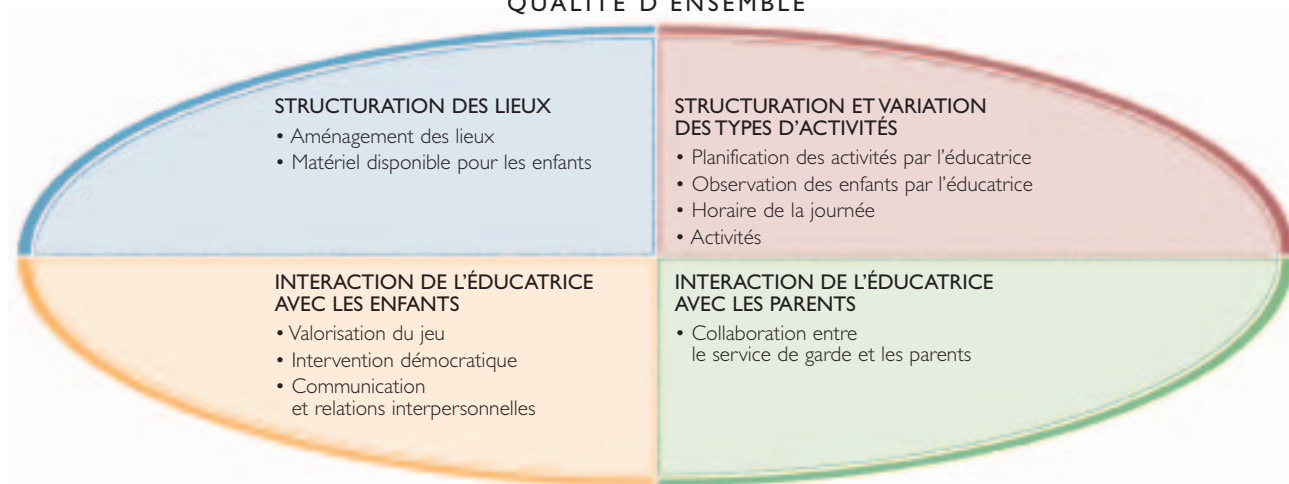 QUALITÉ D'ENSEMBLE
STRUCTURATION DES LIEUX
• Aménagement des lieux
• Matériel disponible pour les enfants
STRUCTURATION ET VARIATION
DES TYPES D'ACTIVITÉS
• Planification des activités par l'éducatrice
• Observation des enfants par l'éducatrice
• Horaire de la journée
• Activités
INTERACTION DE L'ÉDUCATRICE
AVEC LES ENFANTS
• Valorisation du jeu
• Intervention démocratique
• Communication
et relations interpersonnelles
INTERACTION DE L'ÉDUCATRICE
AVEC LES PARENTS
• Collaboration entre
le service de garde et les parents